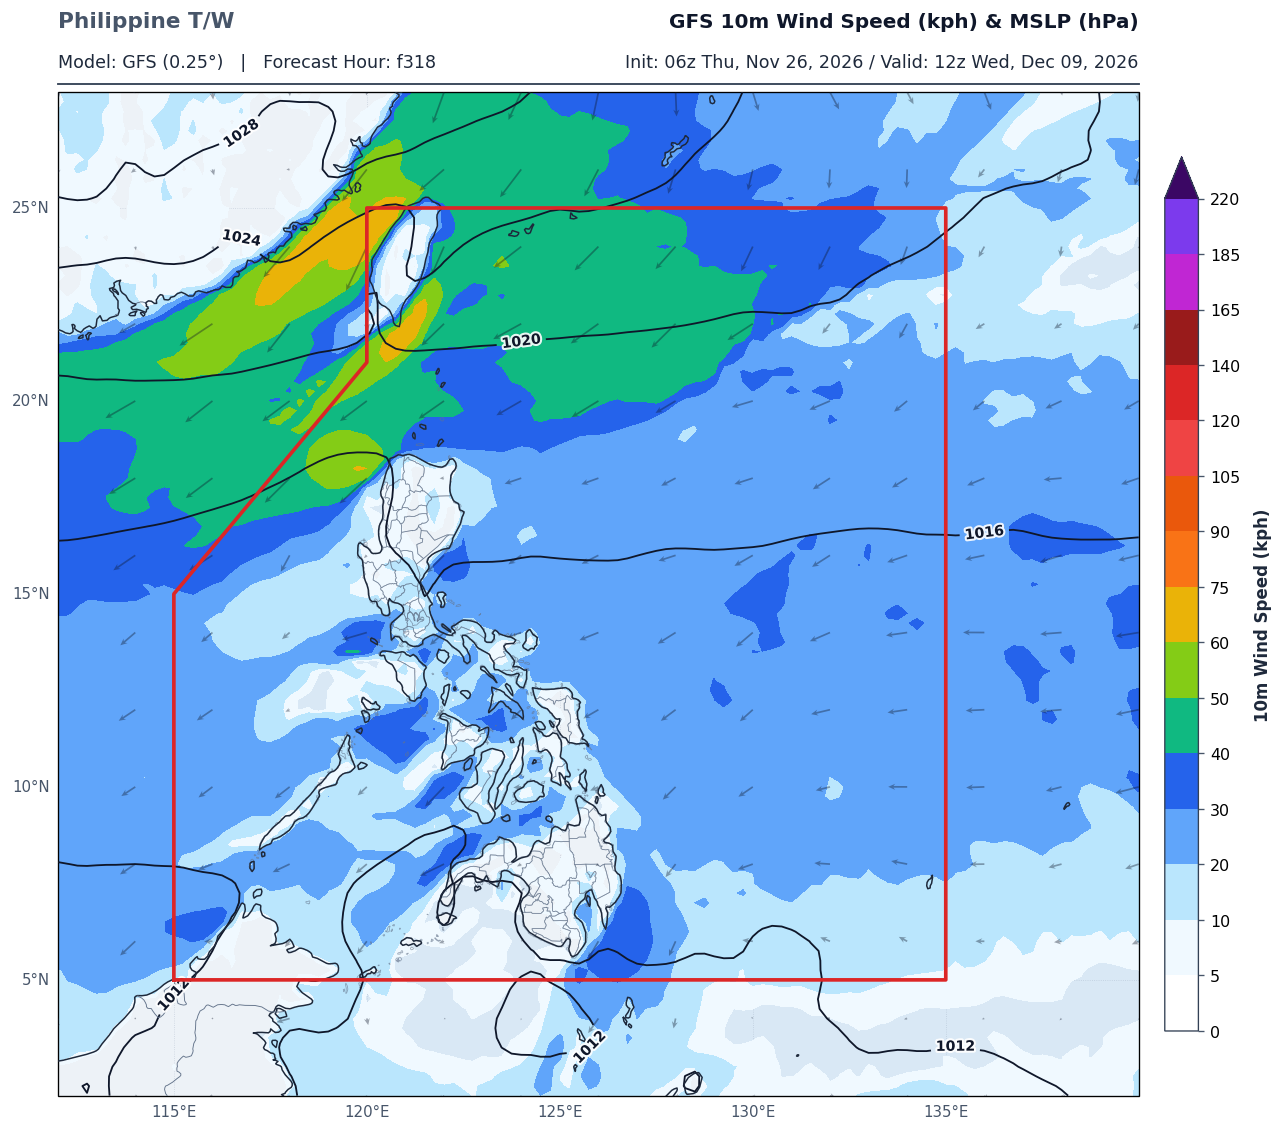 Philippine T/W
GFS 10m Wind Speed (kph) & MSLP (hPa)
Model: GFS (0.25°) | Forecast Hour: f318
Init: 06z Thu, Nov 26, 2026 / Valid: 12z Wed, Dec 09, 2026
1028
1024
1020
1016
1012
1012
1012
25°N
20°N
15°N
10°N
5°N
115°E
120°E
125°E
130°E
135°E
220
185
165
140
120
105
90
75
60
50
40
30
20
10
5
0
10m Wind Speed (kph)